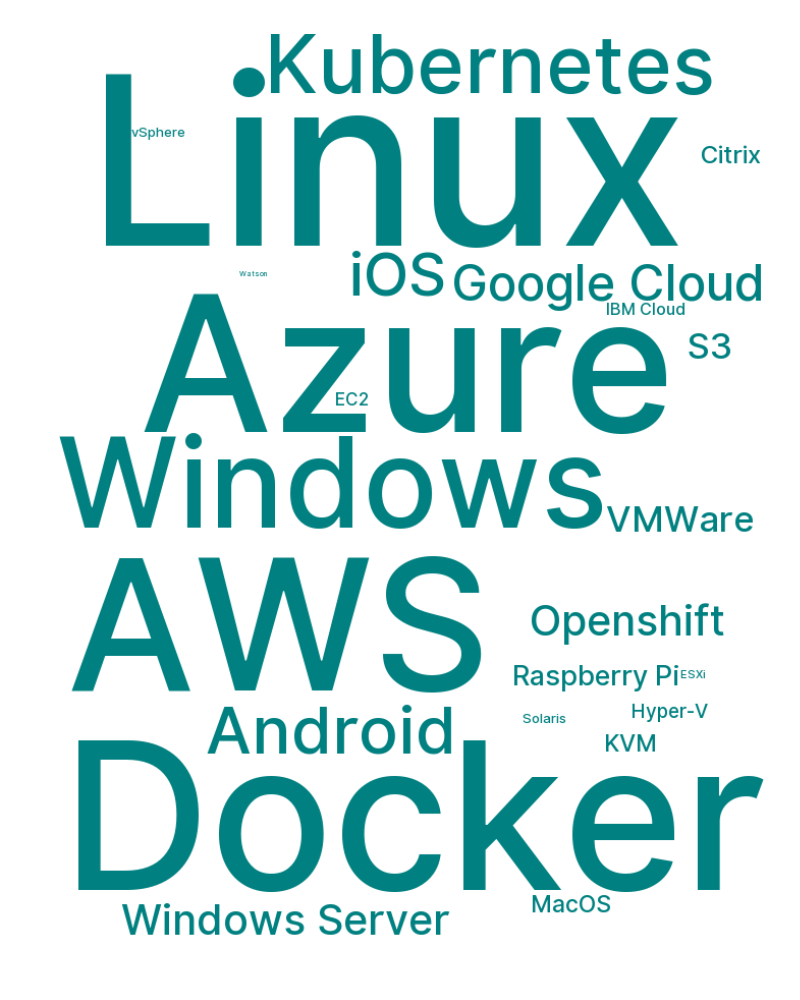 Kubernetes
Linux
vSphere
Citrix
iOS
Google Cloud
Watson
IBM Cloud
Azure
S3
EC2
Windows
VMWare
AWS
Openshift
Raspberry Pi
ESXi
Android
Solaris
Hyper-V
KVM
Docker
MacOS
Windows Server